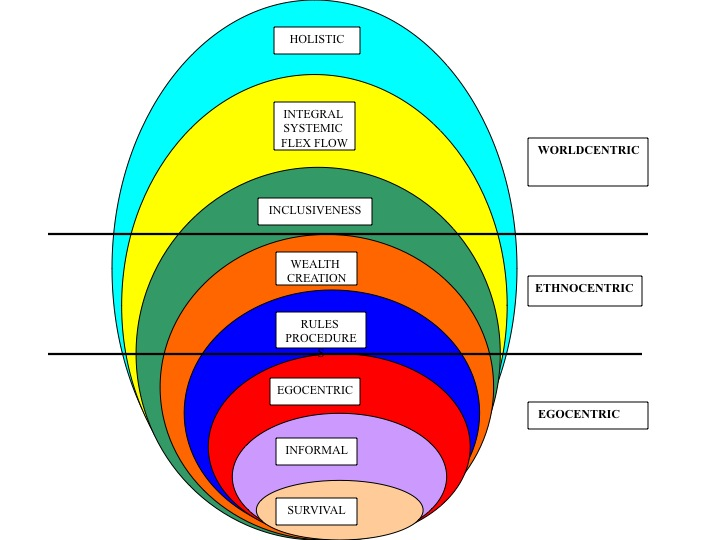 HOLISTIC
INTEGRAL
SYSTEMIC
FLEX FLOW
WORLDCENTRIC
INCLUSIVENESS
WEALTH
CREATION
ETHNOCENTRIC
RULES
PROCEDURE
EGOCENTRIC
EGOCENTRIC
INFORMAL
SURVIVAL